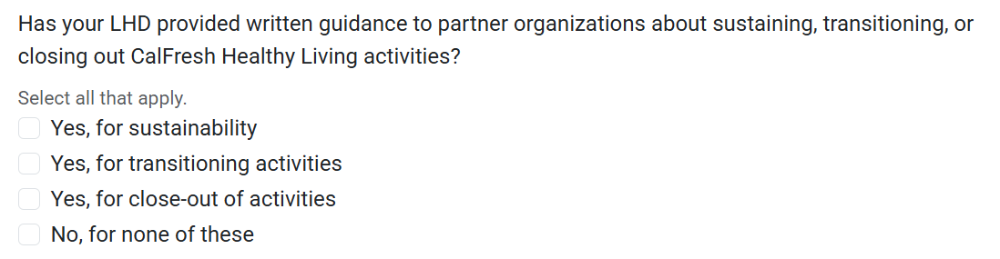 Has your LHD provided written guidance to partner organizations about sustaining, transitioning, or
closing out CalFresh Healthy Living activities?
Select all that apply.
Yes, for sustainability
Yes, for transitioning activities
Yes, for close-out of activities
No, for none of these